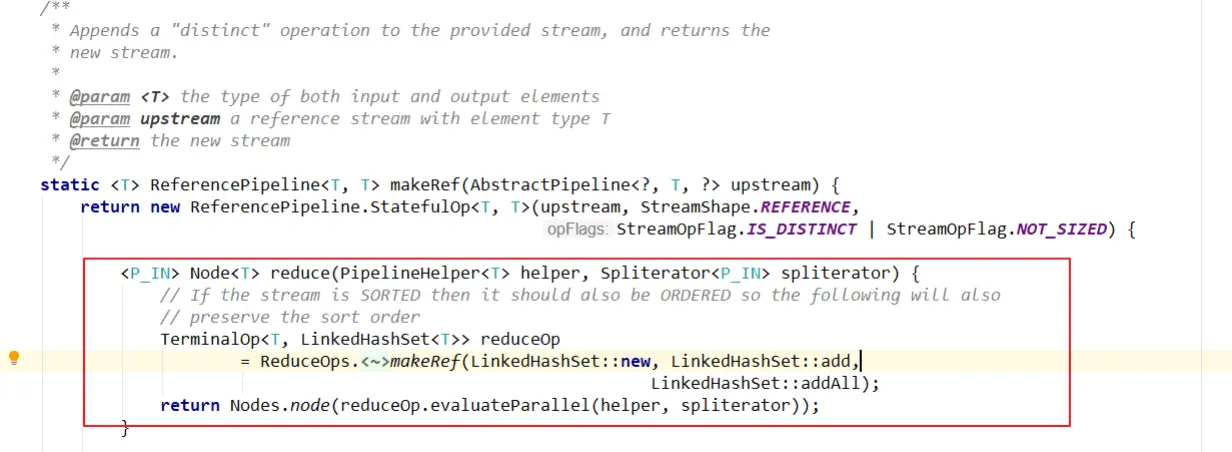 /**
* Appends a "distinct" operation to the provided stream, and returns the
* new stream.
*
* @param <T> the type of both input and output elements
* @param upstream a reference stream with element type T
* @return the new stream
*/
static <T> ReferencePipeline<T, T> makeRef(AbstractPipeline<?, T, ?> upstream) {
return new ReferencePipeline.StatefulOp<T, T>(upstream, StreamShape.REFERENCE,
opFlags: StreamOpFlag.IS_DISTINCT | StreamOpFlag.NOT_SIZED) {
<P_IN> Node<T> reduce(PipelineHelper<T> helper, Spliterator<P_IN> spliterator) {
// If the stream is SORTED then it should also be ORDERED so the following will also
// preserve the sort order
TerminalOp<T, LinkedHashSet<T>> reduceOp
= ReduceOps.<~>makeRef(LinkedHashSet::new, LinkedHashSet::add,
LinkedHashSet::addAll);
return Nodes.node(reduceOp.evaluateParallel(helper, spliterator));
}